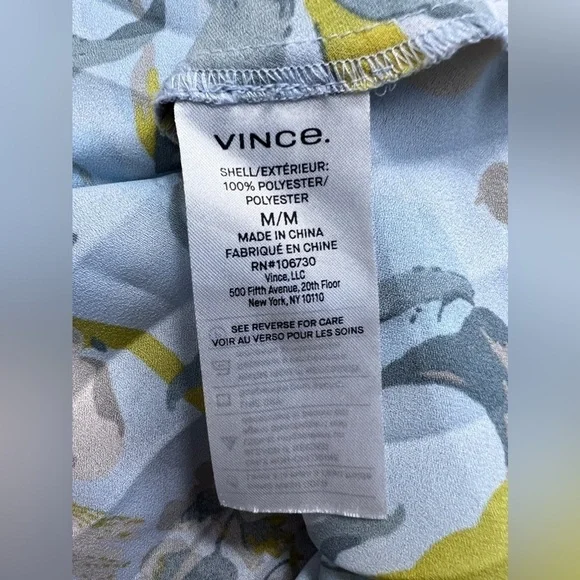 VINCE.
SHELL/EXTÉRIEUR:
100% POLYESTER/
POLYESTER
M/M
MADE IN CHINA
FABRIQUÉ EN CHINE
RN#106730
Vince, LLC
500 Fifth Avenue, 20th Floor
New York, NY 10110
SEE REVERSE FOR CARE
VOIR AU VERSO POUR LES SOINS